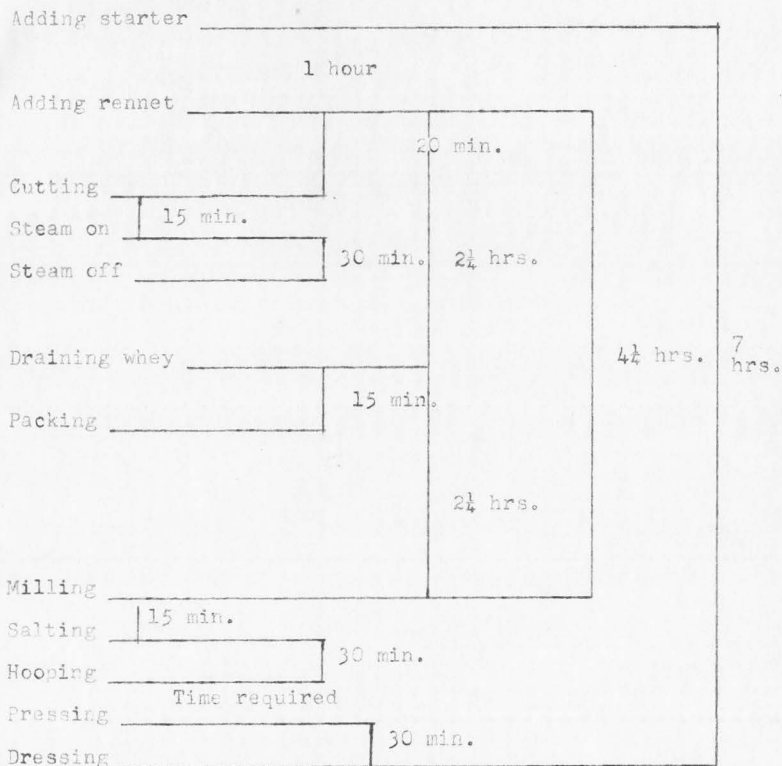 Adding starter
1 hour
Adding rennet
20 min.
Cutting
15 min.
Steam on
Steam off
30 min.
2¼ hrs.
Draining whey
4¼ hrs.
7 hrs.
15 min.
Packing
2¼ hrs.
Milling
15 min.
Salting
30 min.
Hooping
Time required
Pressing
30 min.
Dressing